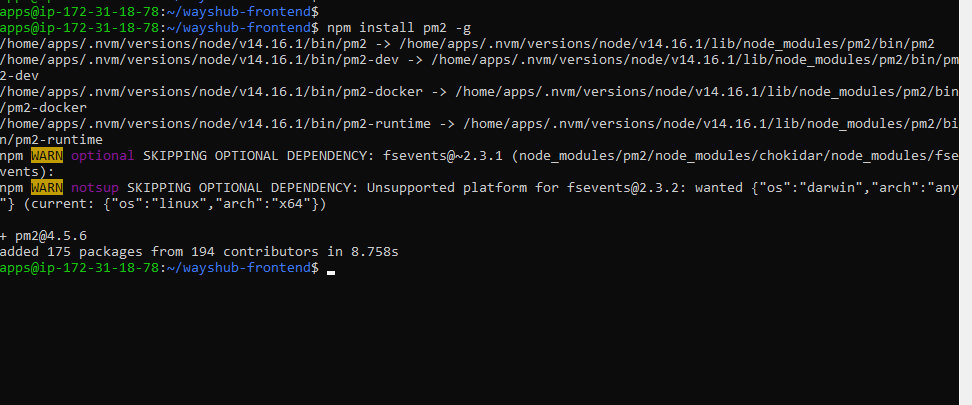 apps@ip-172-31-18-78:~/wayshub-frontend$
apps@ip-172-31-18-78:~/wayshub-frontend$ npm install pm2 -g
/home/apps/.nvm/versions/node/v14.16.1/bin/pm2 -> /home/apps/.nvm/versions/node/v14.16.1/lib/node_modules/pm2/bin/pm2
/home/apps/.nvm/versions/node/v14.16.1/bin/pm2-dev -> /home/apps/.nvm/versions/node/v14.16.1/lib/node_modules/pm2/bin/pm
2-dev
/home/apps/.nvm/versions/node/v14.16.1/bin/pm2-docker -> /home/apps/.nvm/versions/node/v14.16.1/lib/node_modules/pm2/bin
/pm2-docker
/home/apps/.nvm/versions/node/v14.16.1/bin/pm2-runtime -> /home/apps/.nvm/versions/node/v14.16.1/lib/node_modules/pm2/bi
n/pm2-runtime
npm WARN optional SKIPPING OPTIONAL DEPENDENCY: fsevents@~2.3.1 (node_modules/pm2/node_modules/chokidar/node_modules/fse
vents):
npm WARN notsup SKIPPING OPTIONAL DEPENDENCY: Unsupported platform for fsevents@2.3.2: wanted {"os":"darwin","arch":"any
"} (current: {"os":"linux","arch":"x64"})
+ pm2@4.5.6
added 175 packages from 194 contributors in 8.758s
apps@ip-172-31-18-78:~/wayshub-frontend$